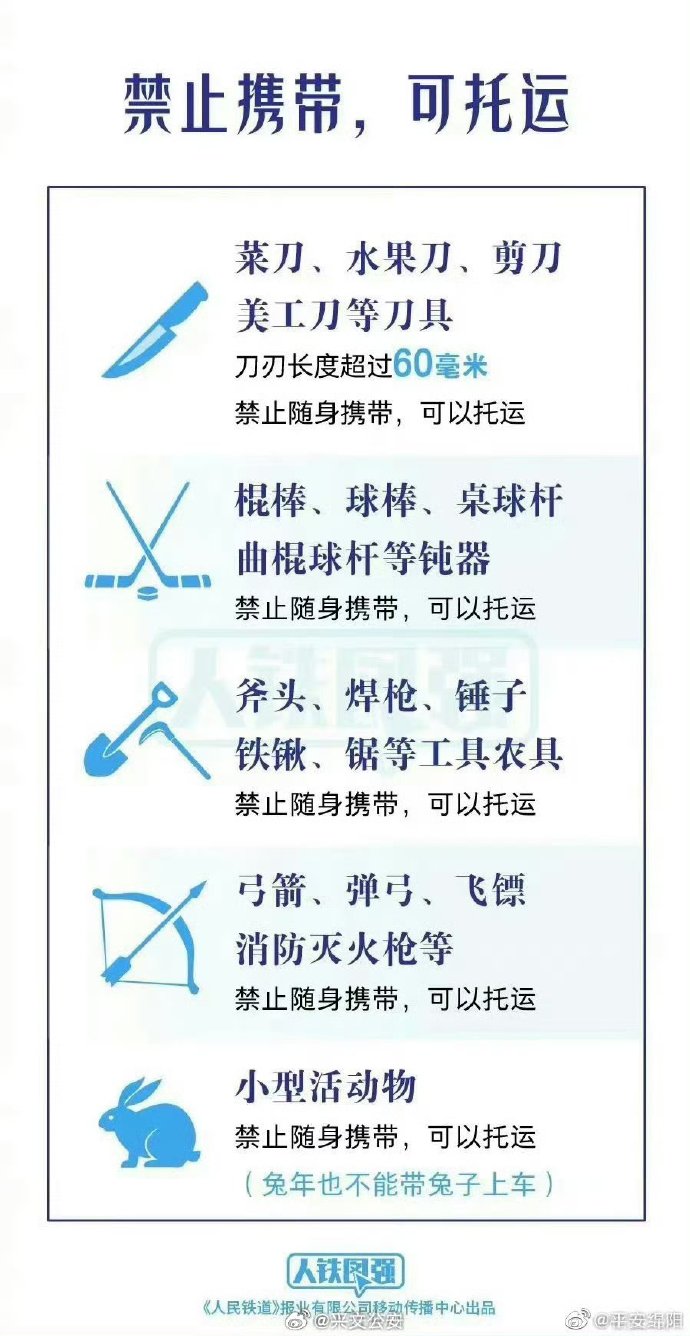 禁止携带，可托运
菜刀、水果刀、剪刀
美工刀等刀具
刀刃长度超过60毫米
禁止随身携带，可以托运
棍棒、球棒、桌球杆
曲棍球杆等钝器
禁止随身携带，可以托运
人铁图强
斧头、焊枪、锤子
铁锹、锯等工具农具
禁止随身携带，可以托运
弓箭、弹弓、飞镖
消防灭火枪等
禁止随身携带，可以托运
小型活动物
禁止随身携带，可以托运
（兔年也不能带兔子上车）
人铁图强
《人民铁道》报业有限公司移动传播中心出品
@兴文公安
@平安绵阳